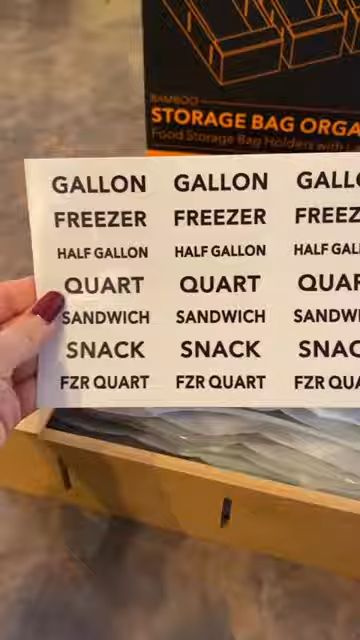 BAMBOO
STORAGE BAG ORGA
Food Storage Bag Holders with
GALLON GALLON GALL
FREEZER FREEZER FREEZ
HALF GALLON HALF GALLON HALF GAL
QUART QUART QUAR
SANDWICH SANDWICH SANDWI
SNACK SNACK SNAC
FZR QUART FZR QUART FZR QUA